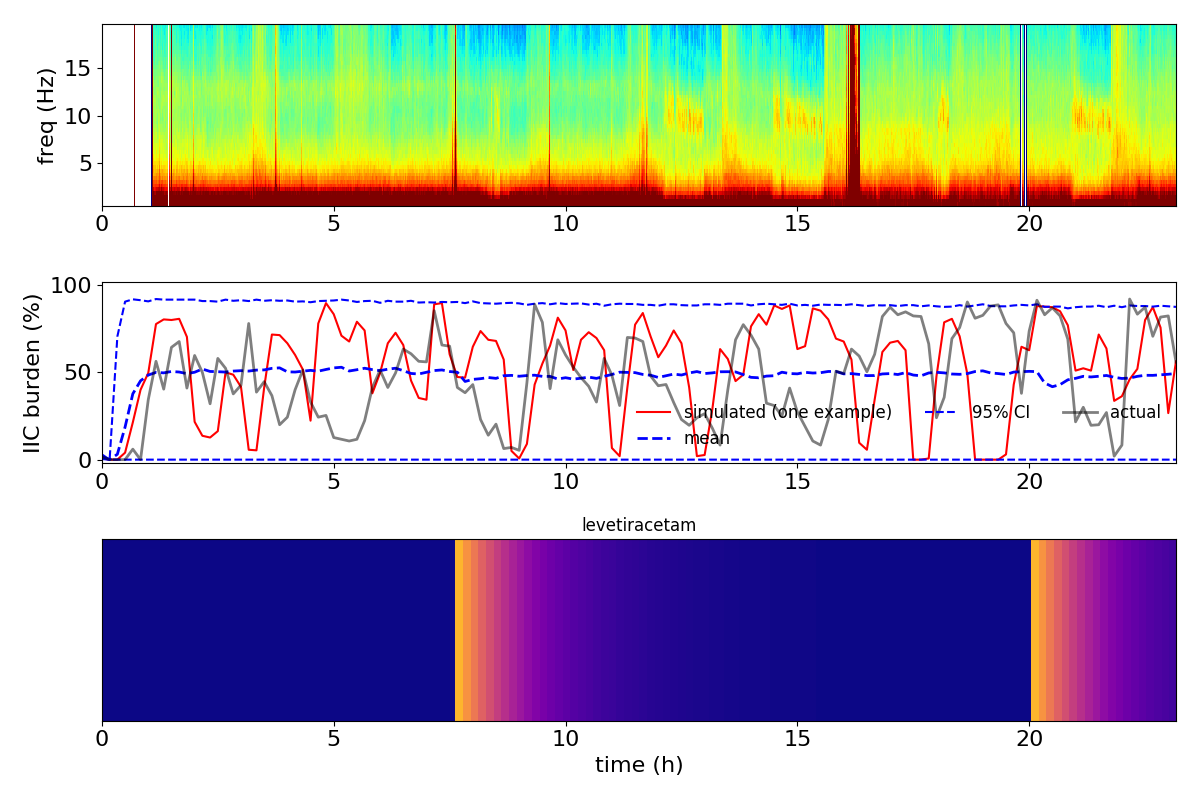 freq (Hz)
15
10
5
0 5 10 15 20
IIC burden (%)
100
50
0
simulated (one example) 95% CI actual
mean
0 5 10 15 20
levetiracetam
0 5 10 15 20
time (h)